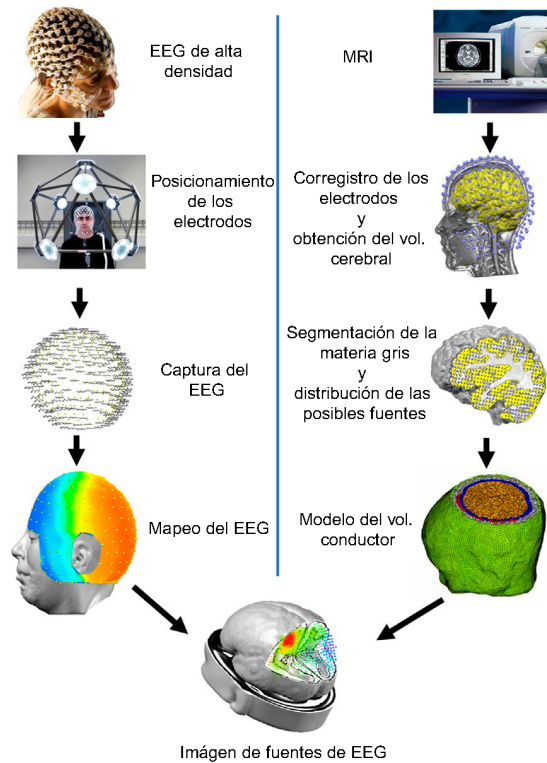 EEG de alta
densidad
MRI
Posicionamiento
de los
electrodos
Corregistro de los
electrodos
y
obtención del vol.
cerebral
Captura del
EEG
Segmentación de la
materia gris
y
distribución de las
posibles fuentes
Mapeo del EEG
Modelo del vol.
conductor
Imágen de fuentes de EEG